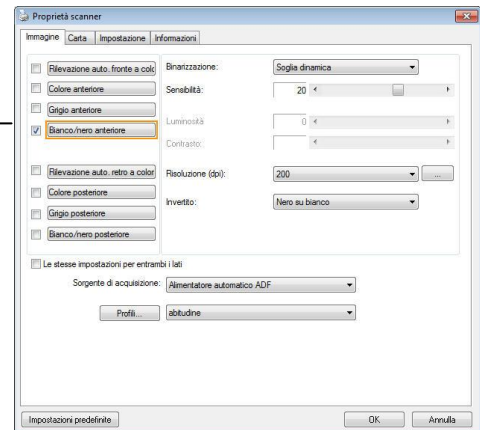 Proprietà scanner
Immagine Carta Impostazione Informazioni
Rilevazione auto. fronte a colo
Colore anteriore
Grigio anteriore
Bianco/nero anteriore
Rilevazione auto. retro a color
Colore posteriore
Grigio posteriore
Bianco/nero posteriore
Binarizzazione: Soglia dinamica
Sensibilità: 20
Luminosità 0
Contrasto:
Risoluzione (dpi): 200 ...
Invertito: Nero su bianco
Le stesse impostazioni per entrambi i lati
Sorgente di acquisizione: Alimentatore automatico ADF
Profili... abitudine
Impostazioni predefinite OK Annulla